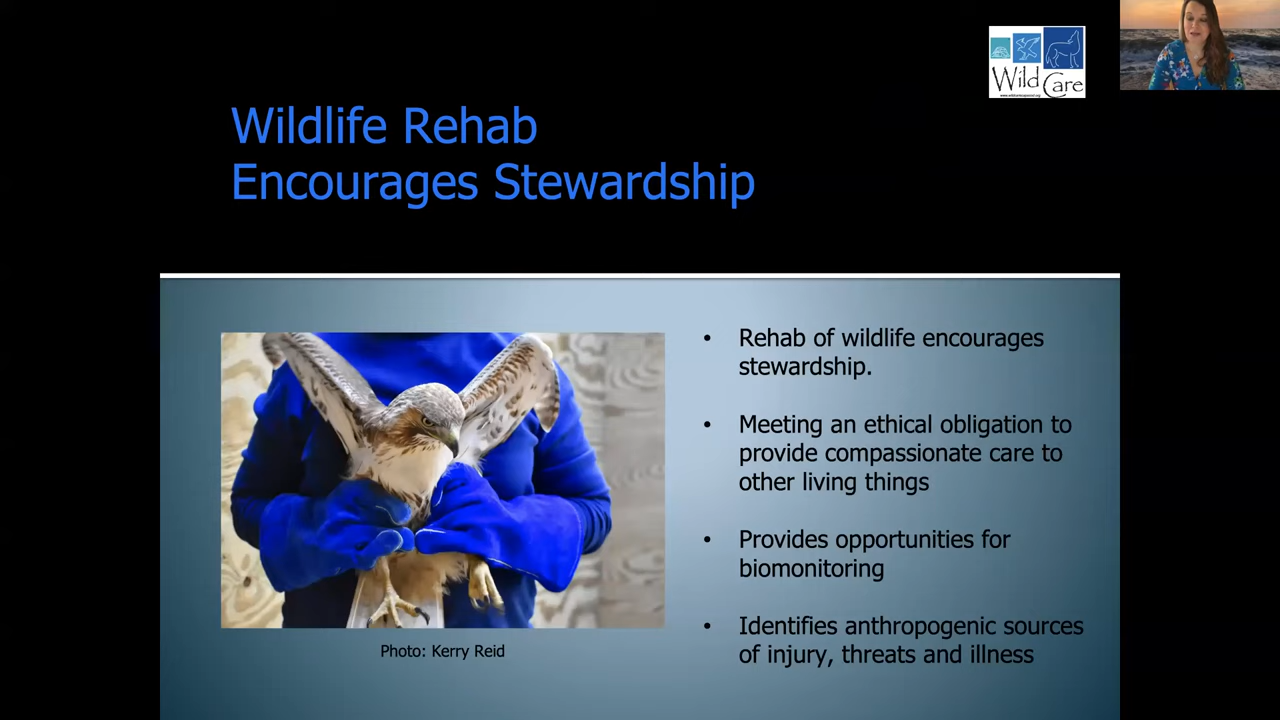 Wild Care
Wildlife Rehab
Encourages Stewardship
• Rehab of wildlife encourages
stewardship.
• Meeting an ethical obligation to
provide compassionate care to
other living things
• Provides opportunities for
biomonitoring
• Identifies anthropogenic sources
of injury, threats and illness
Photo: Kerry Reid